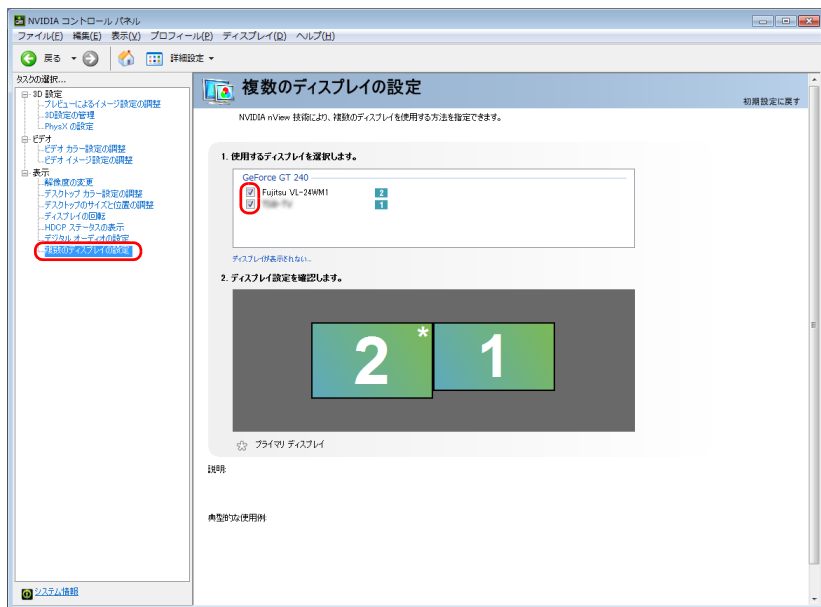 NVIDIA コントロール パネル
ファイル(F) 編集(E) 表示(V) プロフィール(P) ディスプレイ(D) ヘルプ(H)
戻る 詳細設定
タスクの選択...
3D 設定
プレビューによるイメージ設定の調整
3D設定の管理
PhysX の設定
ビデオ
ビデオ カラー設定の調整
ビデオ イメージ設定の調整
表示
解像度の変更
デスクトップ カラー設定の調整
デスクトップのサイズと位置の調整
ディスプレイの回転
HDCP ステータスの表示
デジタル オーディオの設定
複数のディスプレイの設定
システム情報
複数のディスプレイの設定
初期設定に戻す
NVIDIA nView 技術により、複数のディスプレイを使用する方法を指定できます。
1. 使用するディスプレイを選択します。
GeForce GT 240
Fujitsu VL-24WM1 2
1
ディスプレイが表示されない...
2. ディスプレイ設定を確認します。
2 * 1
プライマリ ディスプレイ
説明:
典型的な使用例: